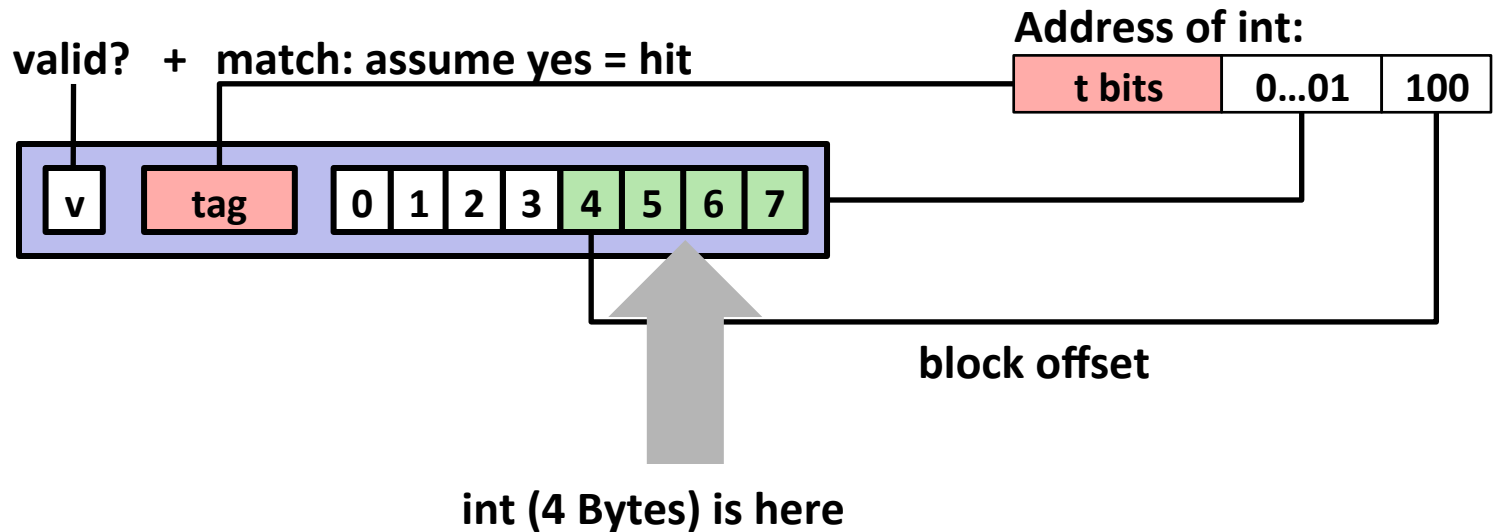 Address of int:
valid? + match: assume yes = hit
t bits 0...01 100
v tag 0 1 2 3 4 5 6 7
block offset
int (4 Bytes) is here